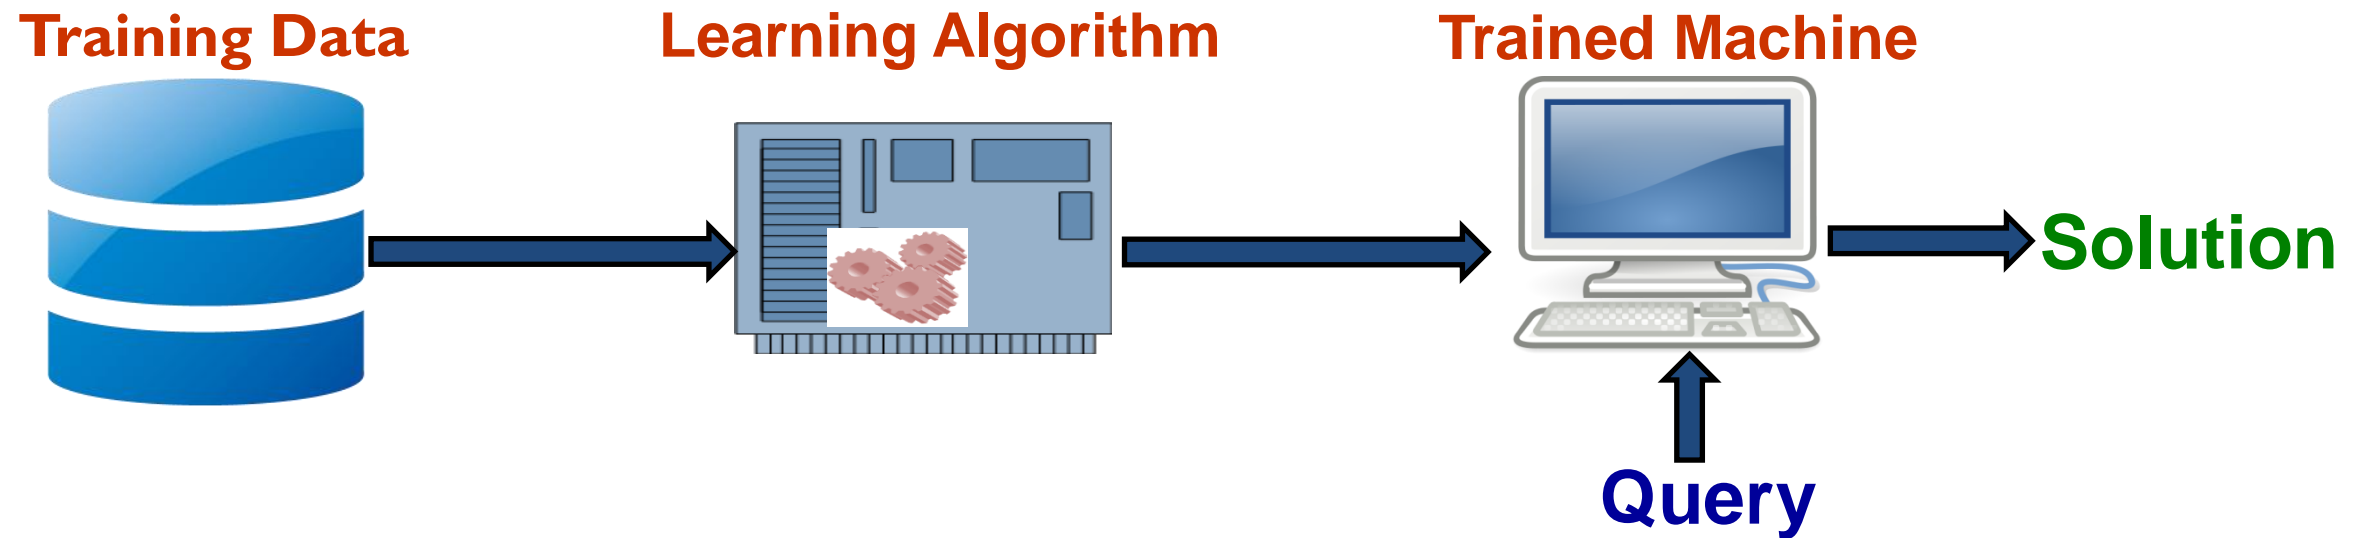 Training Data
Learning Algorithm
Trained Machine
Solution
Query